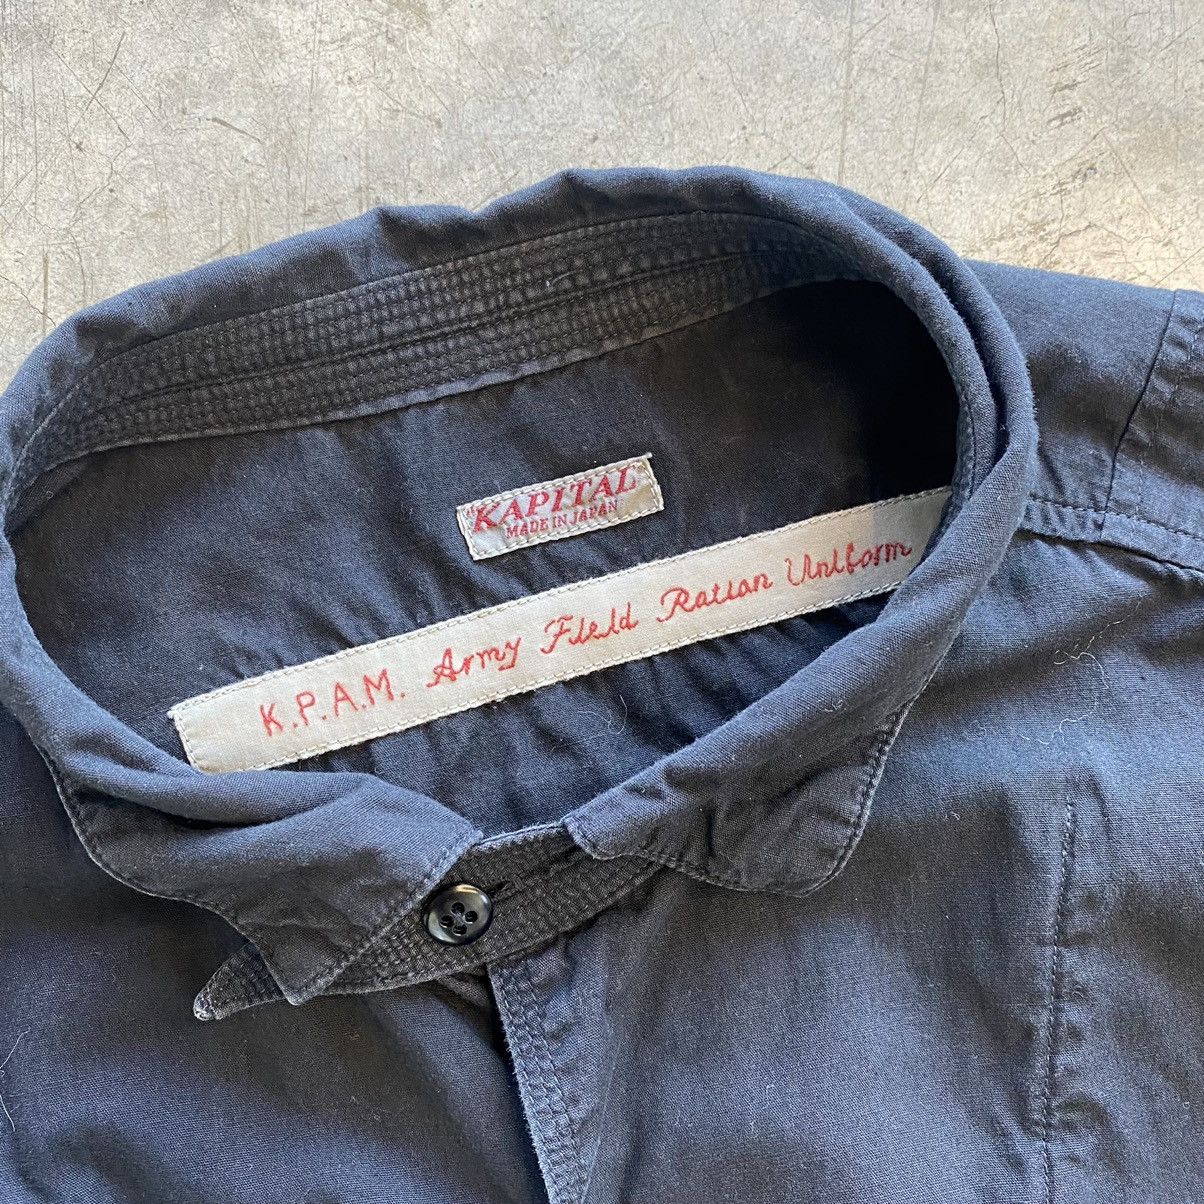 "KAPITAL"
MADE IN JAPAN
K.P.A.M. Army Field Ration Uniform